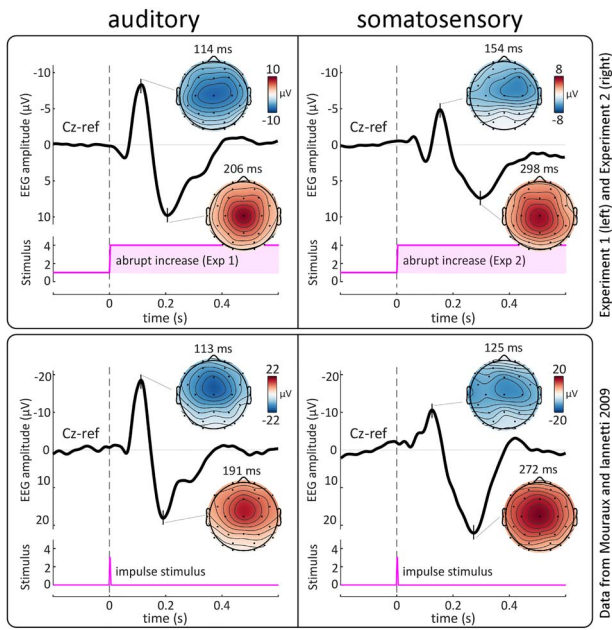 auditory
somatosensory
114 ms
10
μV
-10
-10
-5
0
5
10
EEG amplitude (μV)
Cz-ref
206 ms
4
2
0
Stimulus
abrupt increase (Exp 1)
0
0.2
0.4
time (s)
154 ms
8
μV
-8
-10
-5
0
5
10
EEG amplitude (μV)
Cz-ref
298 ms
4
2
0
Stimulus
abrupt increase (Exp 2)
0
0.2
0.4
time (s)
Experiment 1 (left) and Experiment 2 (right)
113 ms
22
μV
-22
-20
-10
0
10
20
EEG amplitude (μV)
Cz-ref
191 ms
4
2
0
Stimulus
impulse stimulus
0
0.2
0.4
time (s)
125 ms
20
μV
-20
-20
-10
0
10
20
EEG amplitude (μV)
Cz-ref
272 ms
4
2
0
Stimulus
impulse stimulus
0
0.2
0.4
time (s)
Data from Mouraux and Iannetti 2009